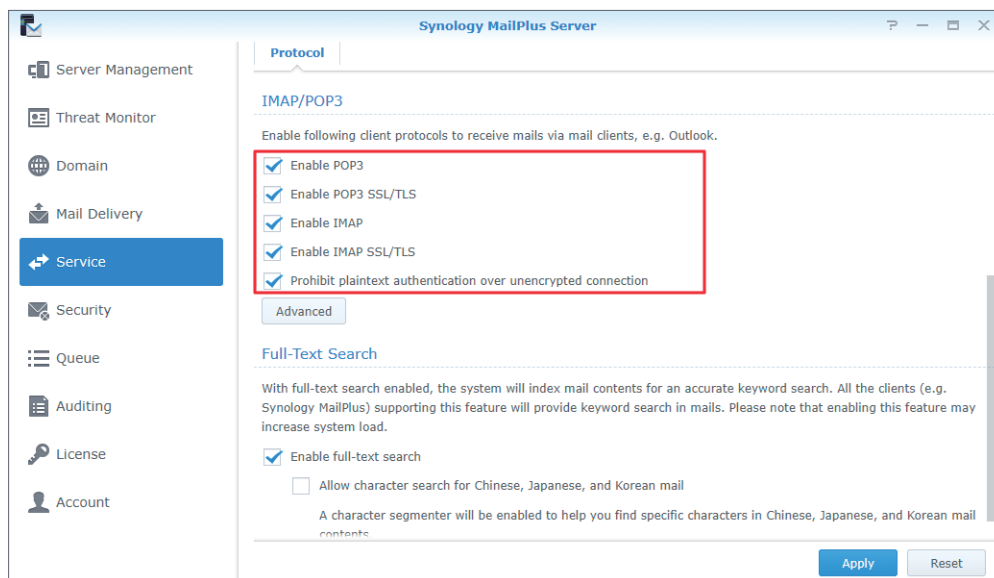 Synology MailPlus Server
Server Management
Threat Monitor
Domain
Mail Delivery
Service
Security
Queue
Auditing
License
Account
Protocol
IMAP/POP3
Enable following client protocols to receive mails via mail clients, e.g. Outlook.
Enable POP3
Enable POP3 SSL/TLS
Enable IMAP
Enable IMAP SSL/TLS
Prohibit plaintext authentication over unencrypted connection
Advanced
Full-Text Search
With full-text search enabled, the system will index mail contents for an accurate keyword search. All the clients (e.g.
Synology MailPlus) supporting this feature will provide keyword search in mails. Please note that enabling this feature may
increase system load.
Enable full-text search
Allow character search for Chinese, Japanese, and Korean mail
A character segmenter will be enabled to help you find specific characters in Chinese, Japanese, and Korean mail
contents
Apply
Reset